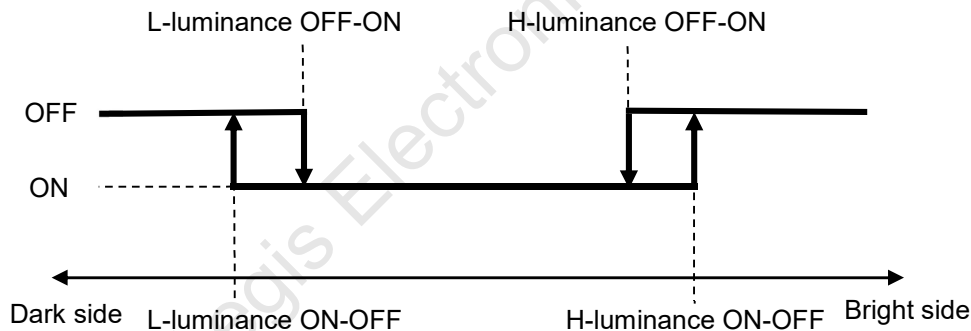 L-luminance OFF-ON H-luminance OFF-ON
OFF
ON
Dark side L-luminance ON-OFF H-luminance ON-OFF Bright side